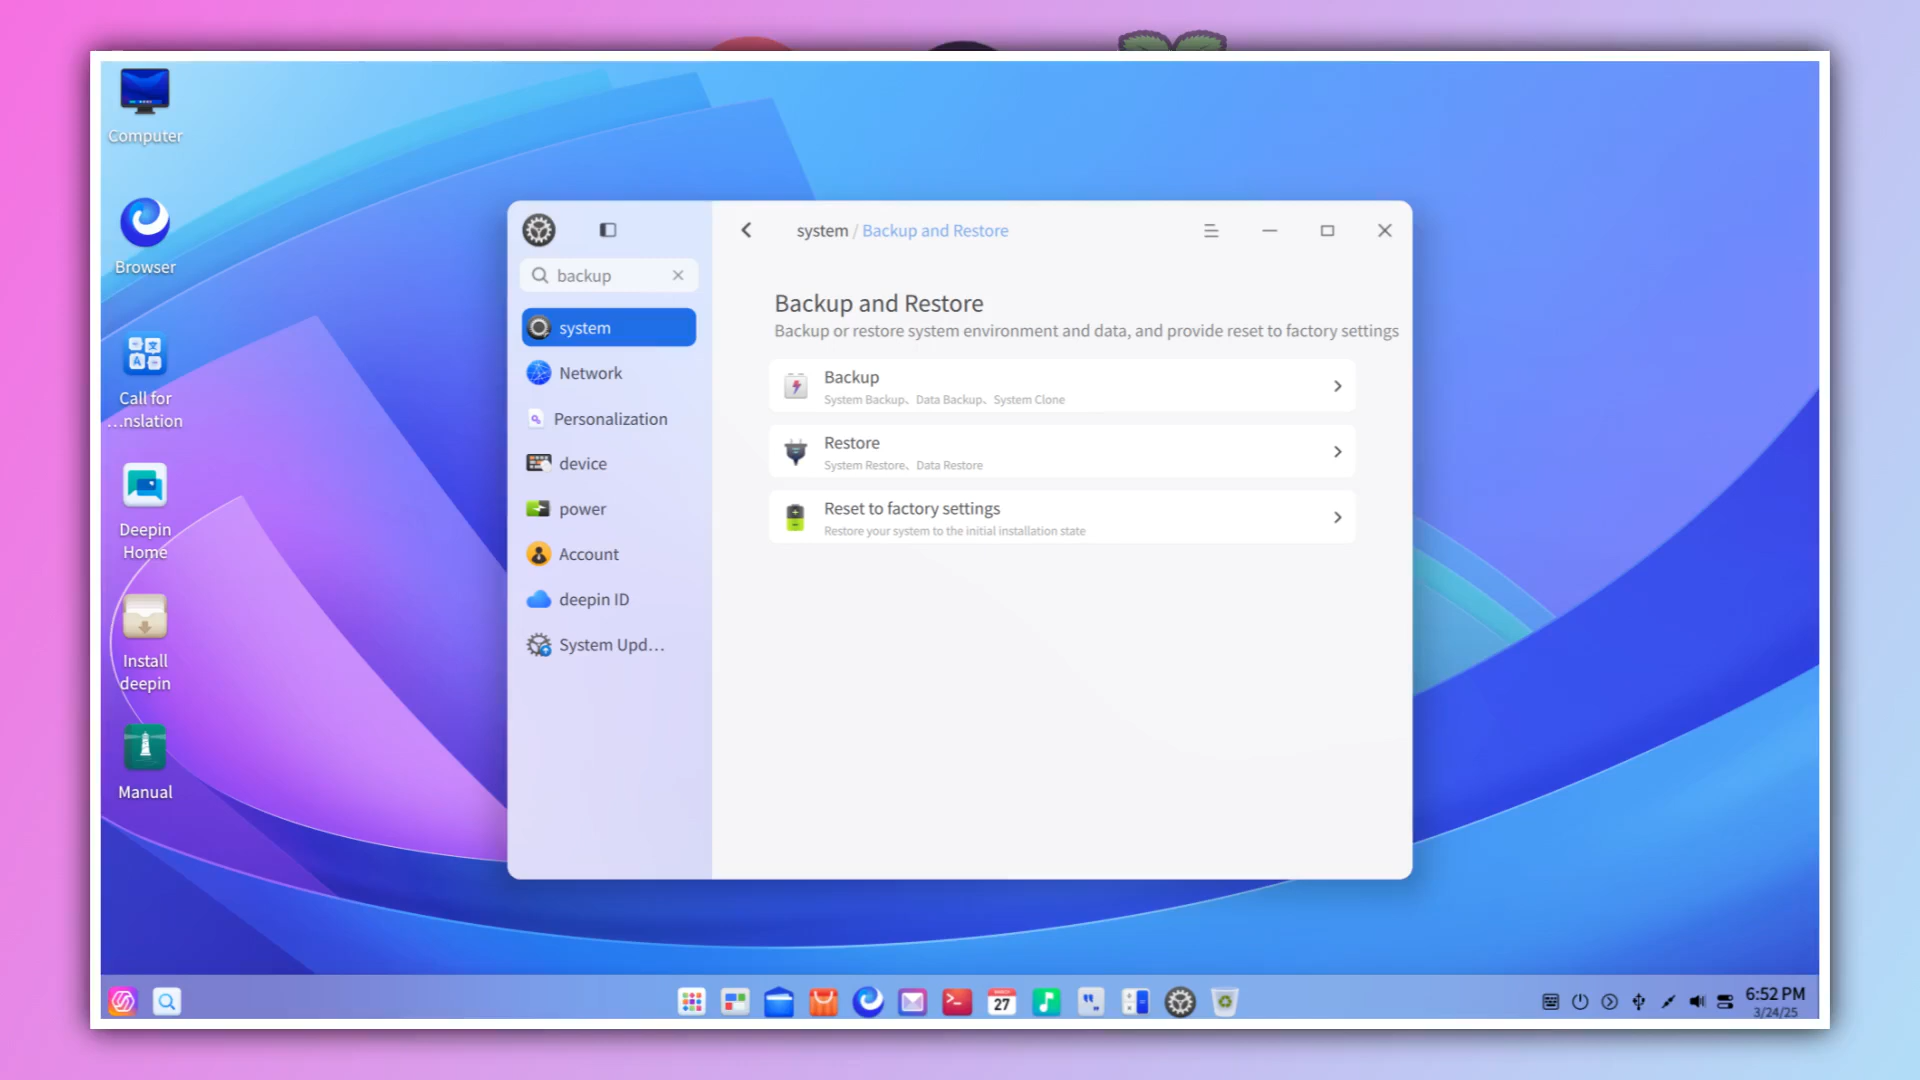 Computer
Browser
Call for
...nslation
Deepin
Home
Install
deepin
Manual
backup
system
Network
Personalization
device
power
Account
deepin ID
System Upd...
system / Backup and Restore
Backup and Restore
Backup or restore system environment and data, and provide reset to factory settings
Backup
System Backup、Data Backup、System Clone
Restore
System Restore、Data Restore
Reset to factory settings
Restore your system to the initial installation state
27
6:52 PM
3/24/25